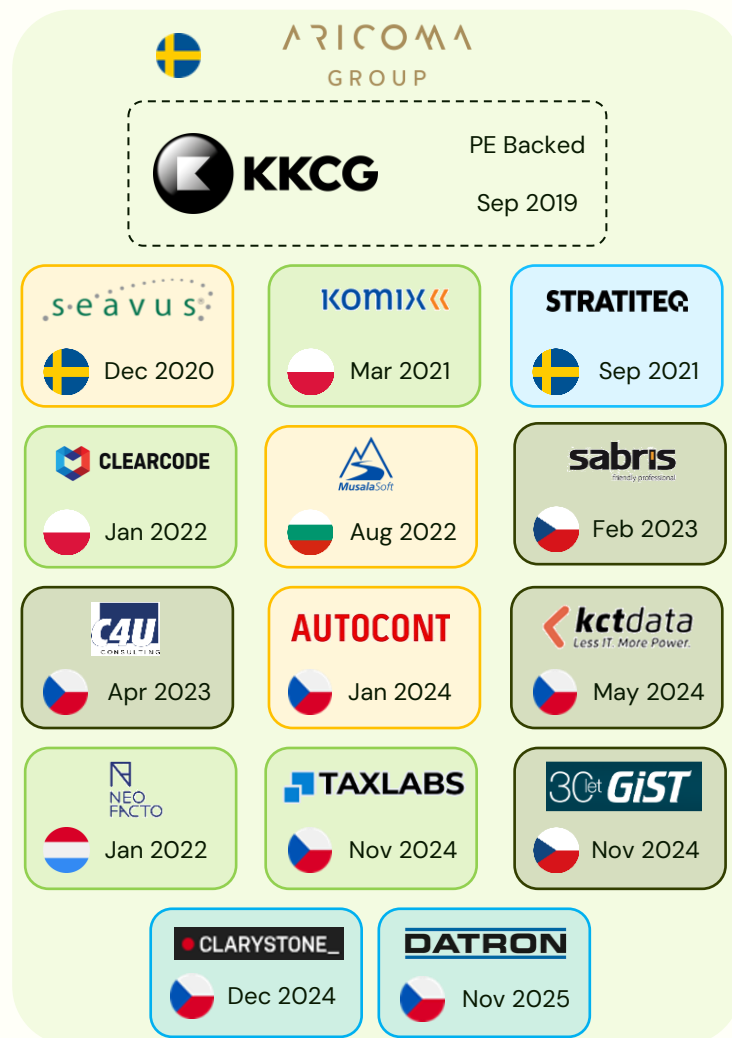 ARICOMA
GROUP
KKCG
PE Backed
Sep 2019
seavus®
Dec 2020
KOMIX
Mar 2021
STRATITEQ
Sep 2021
CLEARCODE
Jan 2022
MusalaSoft
Aug 2022
sabris
friendly professional
Feb 2023
C4U
CONSULTING
Apr 2023
AUTOCONT
Jan 2024
kctdata
Less IT. More Power.
May 2024
NEO
FACTO
Jan 2022
TAXLABS
Nov 2024
30let GiST
Nov 2024
CLARYSTONE_
Dec 2024
DATRON
Nov 2025